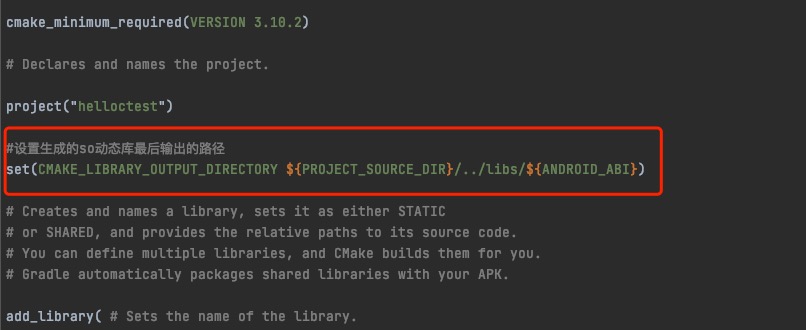 cmake_minimum_required(VERSION 3.10.2)
# Declares and names the project.
project("helloctest")
#设置生成的so动态库最后输出的路径
set(CMAKE_LIBRARY_OUTPUT_DIRECTORY ${PROJECT_SOURCE_DIR}/../libs/${ANDROID_ABI})
# Creates and names a library, sets it as either STATIC
# or SHARED, and provides the relative paths to its source code.
# You can define multiple libraries, and CMake builds them for you.
# Gradle automatically packages shared libraries with your APK.
add_library( # Sets the name of the library.